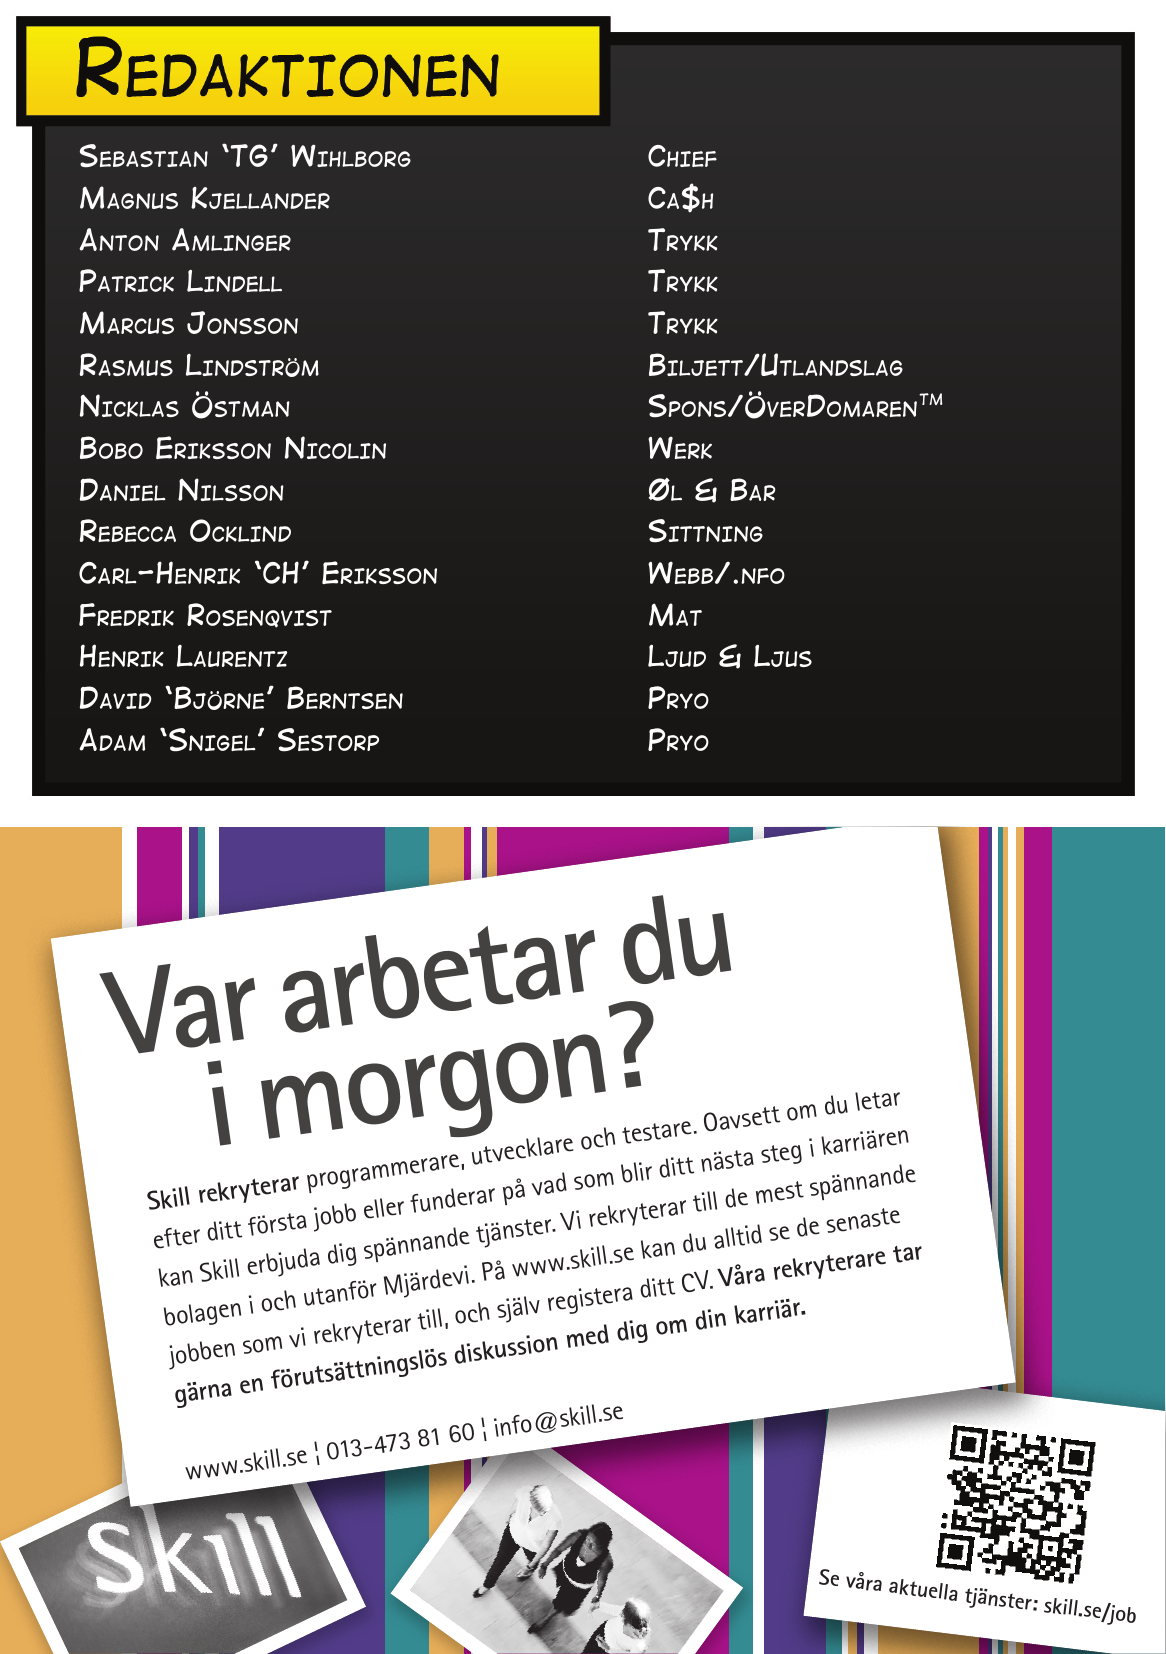 Redaktionen
Sebastian ‘TG’ Wihlborg Chief
Magnus Kjellander Ca$h
Anton Amlinger Trykk
Patrick Lindell Trykk
Marcus Jonsson Trykk
Rasmus Lindström Biljett/Utlandslag
Nicklas Östman Spons/ÖverDomaren™
Bobo Eriksson Nicolin Werk
Daniel Nilsson Øl & Bar
Rebecca Ocklind Sittning
Carl-Henrik ‘CH’ Eriksson Webb/.nfo
Fredrik Rosenqvist Mat
Henrik Laurentz Ljud & Ljus
David ‘Björne’ Berntsen Pryo
Adam ‘Snigel’ Sestorp Pryo
Var arbetar du
i morgon?
Skill rekryterar programmerare, utvecklare och testare. Oavsett om du letar
efter ditt första jobb eller funderar på vad som blir ditt nästa steg i karriären
kan Skill erbjuda dig spännande tjänster. Vi rekryterar till de mest spännande
bolagen i och utanför Mjärdevi. På www.skill.se kan du alltid se de senaste
jobben som vi rekryterar till, och själv registera ditt CV. Våra rekryterare tar
gärna en förutsättningslös diskussion med dig om din karriär.
www.skill.se ¦ 013-473 81 60 ¦ info@skill.se
Skill
Se våra aktuella tjänster: skill.se/job